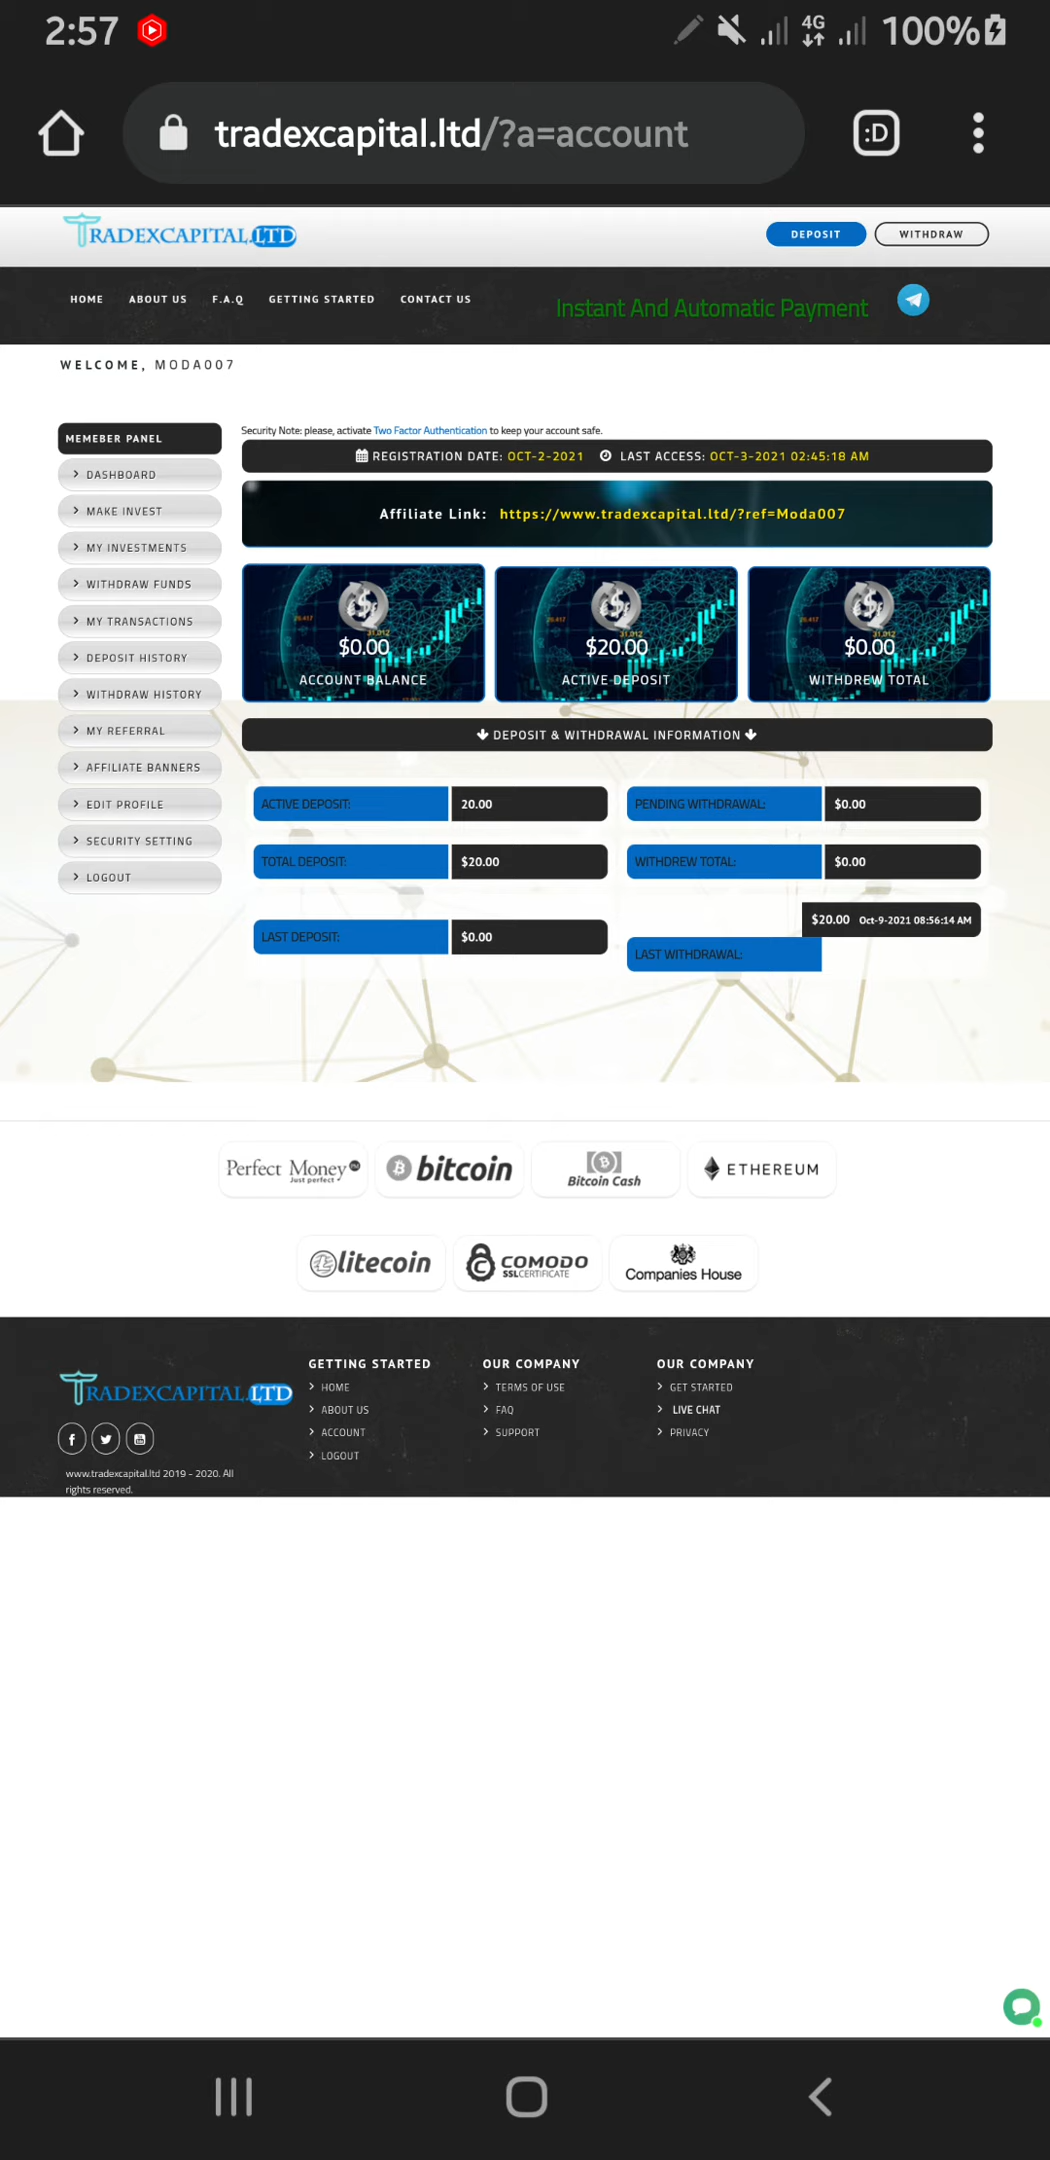 2:57
4G
100%
tradexcapital.ltd/?a=account
:D
TRADEXCAPITAL.LTD
DEPOSIT
WITHDRAW
HOME
ABOUT US
F.A.Q
GETTING STARTED
CONTACT US
Instant And Automatic Payment
WELCOME, MODA007
MEMEBER PANEL
DASHBOARD
MAKE INVEST
MY INVESTMENTS
WITHDRAW FUNDS
MY TRANSACTIONS
DEPOSIT HISTORY
WITHDRAW HISTORY
MY REFERRAL
AFFILIATE BANNERS
EDIT PROFILE
SECURITY SETTING
LOGOUT
Security Note: please, activate Two Factor Authentication to keep your account safe.
REGISTRATION DATE: OCT-2-2021 LAST ACCESS: OCT-3-2021 02:45:18 AM
Affiliate Link: https://www.tradexcapital.ltd/?ref=Moda007
$0.00
ACCOUNT BALANCE
$20.00
ACTIVE DEPOSIT
$0.00
WITHDREW TOTAL
DEPOSIT & WITHDRAWAL INFORMATION
ACTIVE DEPOSIT: 20.00
PENDING WITHDRAWAL: $0.00
TOTAL DEPOSIT: $20.00
WITHDREW TOTAL: $0.00
LAST DEPOSIT: $0.00
$20.00 Oct-9-2021 08:56:14 AM
LAST WITHDRAWAL:
Perfect Money PM
Just perfect
bitcoin
Bitcoin Cash
ETHEREUM
litecoin
COMODO
SSL CERTIFICATE
Companies House
TRADEXCAPITAL.LTD
www.tradexcapital.ltd 2019 - 2020. All
rights reserved.
GETTING STARTED
HOME
ABOUT US
ACCOUNT
LOGOUT
OUR COMPANY
TERMS OF USE
FAQ
SUPPORT
OUR COMPANY
GET STARTED
LIVE CHAT
PRIVACY